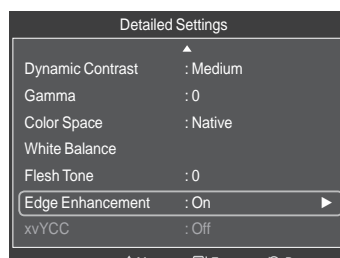 Detailed Settings
Dynamic Contrast : Medium
Gamma : 0
Color Space : Native
White Balance
Flesh Tone : 0
Edge Enhancement : On
xvYCC : Off